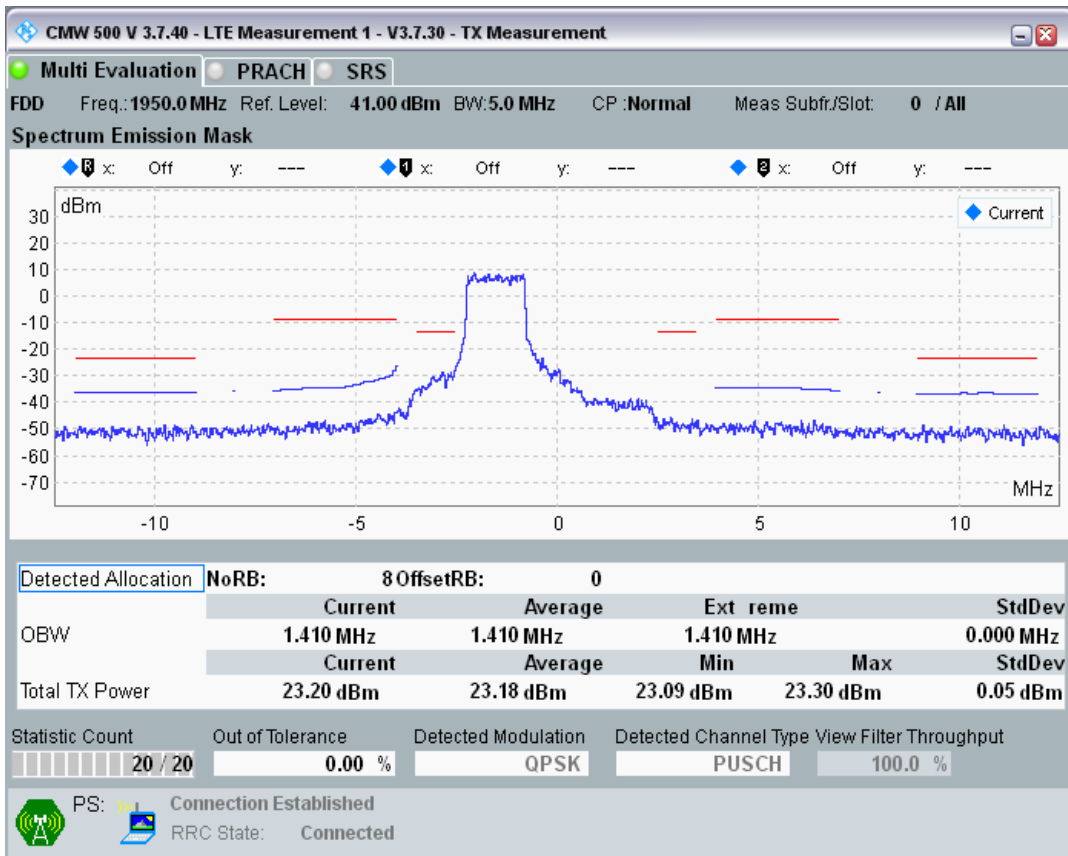 CMW 500 V 3.7.40 - LTE Measurement 1 - V3.7.30 - TX Measurement
Multi Evaluation PRACH SRS
FDD Freq.: 1950.0 MHz Ref. Level: 41.00 dBm BW: 5.0 MHz CP : Normal Meas Subfr./Slot: 0 / All
Spectrum Emission Mask
R x: Off y: --- 1 x: Off y: --- 2 x: Off y: ---
dBm
Current
30
20
10
0
-10
-20
-30
-40
-50
-60
-70
MHz
-10 -5 0 5 10
Detected Allocation NoRB: 8 OffsetRB: 0
Current Average Ext reme StdDev
OBW 1.410 MHz 1.410 MHz 1.410 MHz 0.000 MHz
Current Average Min Max StdDev
Total TX Power 23.20 dBm 23.18 dBm 23.09 dBm 23.30 dBm 0.05 dBm
Statistic Count Out of Tolerance Detected Modulation Detected Channel Type View Filter Throughput
20 / 20 0.00 % QPSK PUSCH 100.0 %
PS: Connection Established
RRC State: Connected